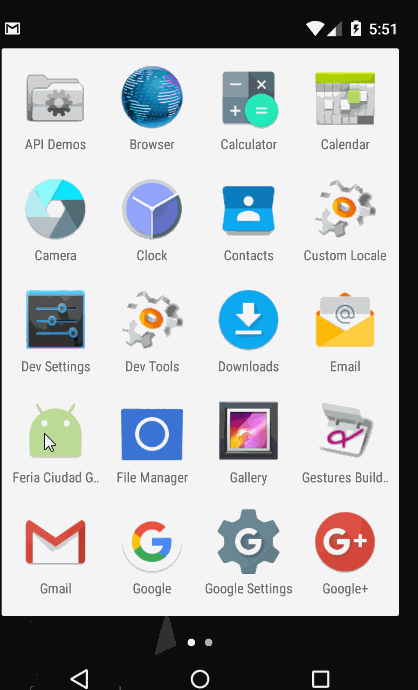 5:51
API Demos
Browser
Calculator
Calendar
Camera
Clock
Contacts
Custom Locale
Dev Settings
Dev Tools
Downloads
Email
Feria Ciudad G..
File Manager
Gallery
Gestures Build..
Gmail
Google
Google Settings
Google+